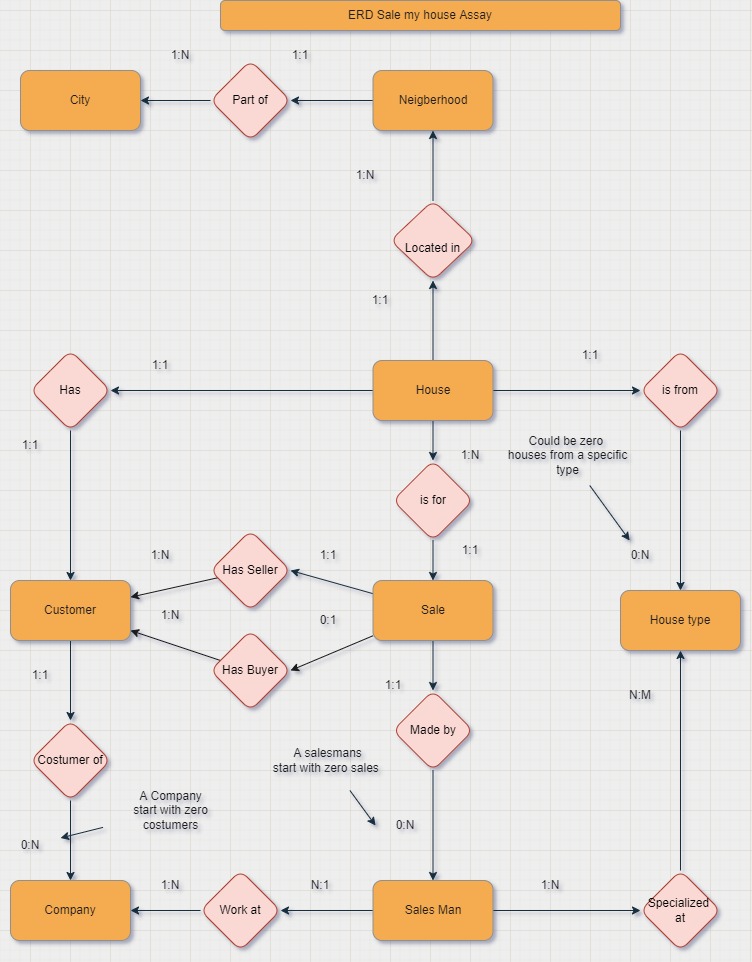 ERD Sale my house Assay
1:N
1:1
City
Part of
Neigberhood
1:N
Located in
1:1
1:1
1:1
Has
House
is from
1:1
Could be zero
houses from a specific
type
1:N
is for
1:N
1:1
1:1
0:N
Has Seller
Customer
1:N
0:1
Sale
House type
Has Buyer
1:1
1:1
N:M
Made by
Costumer of
A salesmans
start with zero sales
A Company
start with zero
costumers
0:N
0:N
1:N
N:1
1:N
Company
Work at
Sales Man
Specialized
at